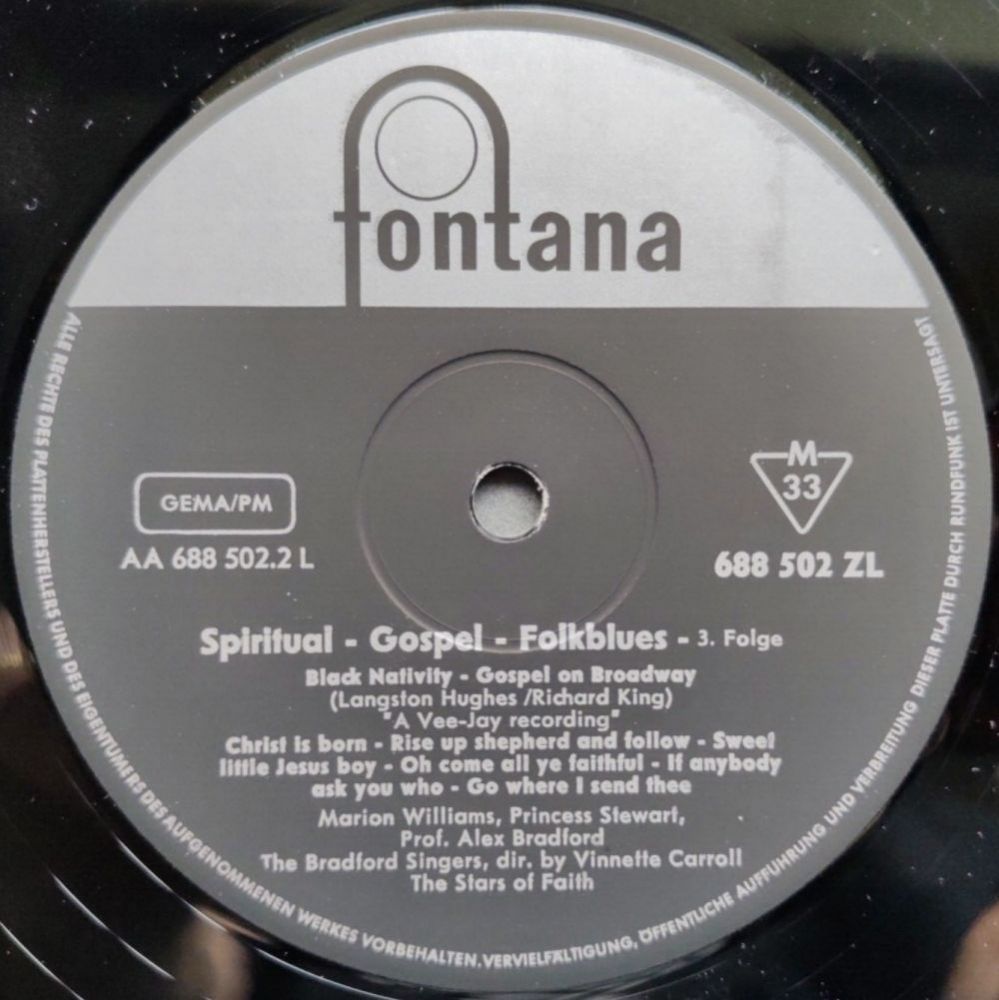 fontana
GEMA/PM
AA 688 502.2 L
M
33
688 502 ZL
Spiritual - Gospel - Folkblues - 3. Folge
Black Nativity - Gospel on Broadway
(Langston Hughes /Richard King)
"A Vee-Jay recording"
Christ is born - Rise up shepherd and follow - Sweet
little Jesus boy - Oh come all ye faithful - If anybody
ask you who - Go where I send thee
Marion Williams, Princess Stewart,
Prof. Alex Bradford
The Bradford Singers, dir. by Vinnette Carroll
The Stars of Faith
ALLE RECHTE DES PLATTENHERSTELLERS UND DES EIGENTÜMERS DES AUFGENOMMENEN WERKES VORBEHALTEN. VERVIELFÄLTIGUNG, ÖFFENTLICHE AUFFÜHRUNG UND VERBREITUNG DIESER PLATTE DURCH RUNDFUNK IST UNTERSAGT